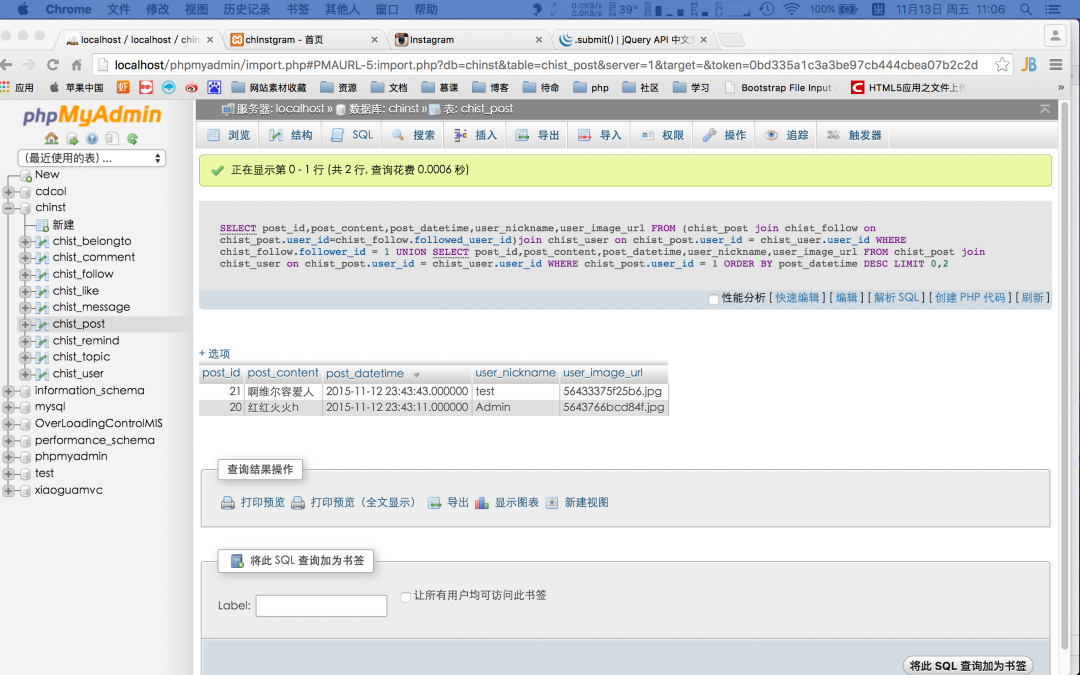 Chrome 文件 修改 视图 历史记录 书签 其他人 窗口 帮助 0.0KB/s 0.0KB/s 39° 100% 11月13日 周五 11:06
localhost / localhost / chin × chInstgram - 首页 × Instagram × .submit() | jQuery API 中文 ×
localhost/phpmyadmin/import.php#PMAURL-5:import.php?db=chinst&table=chist_post&server=1&target=&token=0bd335a1c3a3be97cb444cbea07b2c2d JB
应用 苹果中国 虾 网站素材收藏 资源 文档 慕课 博客 待命 php 社区 学习 Bootstrap File Input HTML5应用之文件上 »
phpMyAdmin
(最近使用的表) ...
New
cdcol
chinst
新建
chist_belongto
chist_comment
chist_follow
chist_like
chist_message
chist_post
chist_remind
chist_topic
chist_user
information_schema
mysql
OverLoadingControlMIS
performance_schema
phpmyadmin
test
xiaoguamvc
服务器: localhost » 数据库: chinst » 表: chist_post
浏览 结构 SQL 搜索 插入 导出 导入 权限 操作 追踪 触发器
正在显示第 0 - 1 行 (共 2 行, 查询花费 0.0006 秒)
SELECT post_id,post_content,post_datetime,user_nickname,user_image_url FROM (chist_post join chist_follow on
chist_post.user_id=chist_follow.followed_user_id)join chist_user on chist_post.user_id = chist_user.user_id WHERE
chist_follow.follower_id = 1 UNION SELECT post_id,post_content,post_datetime,user_nickname,user_image_url FROM chist_post join
chist_user on chist_post.user_id = chist_user.user_id WHERE chist_post.user_id = 1 ORDER BY post_datetime DESC LIMIT 0,2
性能分析 [ 快速编辑 ] [ 编辑 ] [ 解析 SQL ] [ 创建 PHP 代码 ] [ 刷新 ]
+ 选项
post_id post_content post_datetime user_nickname user_image_url
21 啊维尔容爱人 2015-11-12 23:43:43.000000 test 56433375f25b6.jpg
20 红红火火h 2015-11-12 23:43:11.000000 Admin 5643766bcd84f.jpg
查询结果操作
打印预览 打印预览（全文显示） 导出 显示图表 新建视图
将此 SQL 查询加为书签
Label: 让所有用户均可访问此书签
将此 SQL 查询加为书签